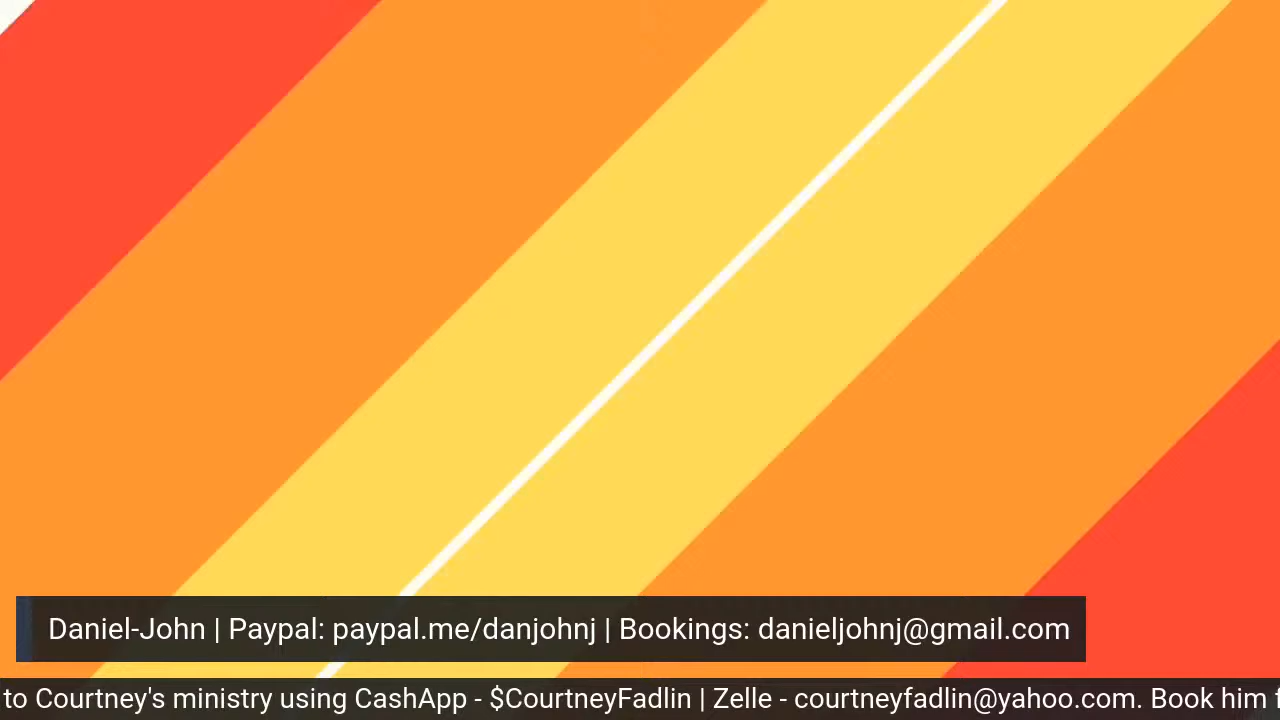 Daniel-John | Paypal: paypal.me/danjohnj | Bookings: danieljohnj@gmail.com
to Courtney's ministry using CashApp - $CourtneyFadlin | Zelle - courtneyfadlin@yahoo.com. Book him